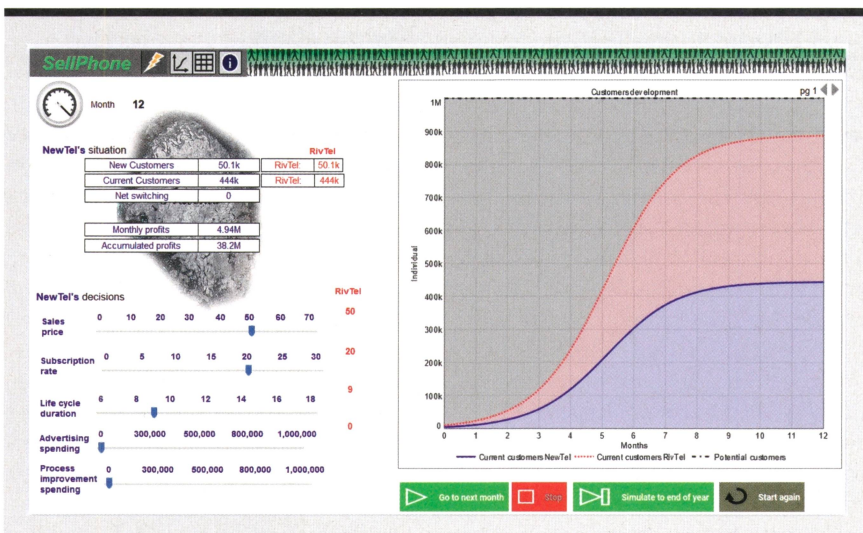 SellPhone
Month 12
NewTel's situation
RivTel
New Customers 50.1k RivTel: 50.1k
Current Customers 444k RivTel: 444k
Net switching 0
Monthly profits 4.94M
Accumulated profits 38.2M
NewTel's decisions
RivTel
Sales price 0 10 20 30 40 50 60 70 50
Subscription rate 0 5 10 15 20 25 30 20
Life cycle duration 6 8 10 12 14 16 18 9
Advertising spending 0 300,000 500,000 800,000 1,000,000 0
Process improvement spending 0 300,000 500,000 800,000 1,000,000
Customers development
pg 1
1M
900k
800k
700k
600k
500k
400k
300k
200k
100k
0
Individual
0 1 2 3 4 5 6 7 8 9 10 11 12
Months
Current customers NewTel Current customers RivTel Potential customers
Go to next month Stop Simulate to end of year Start again